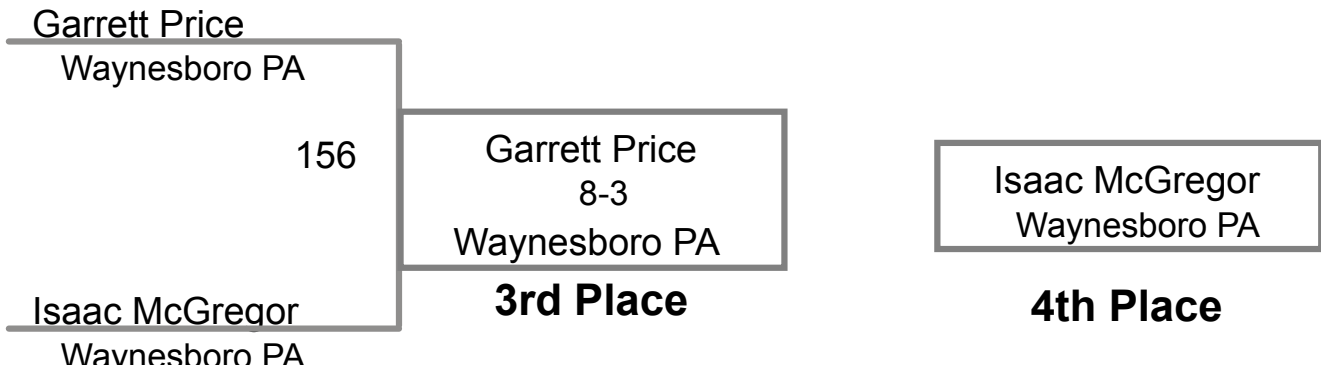 Garrett Price
Waynesboro PA
156
Garrett Price
8-3
Waynesboro PA
3rd Place
Isaac McGregor
Waynesboro PA
4th Place
Isaac McGregor
Waynesboro PA